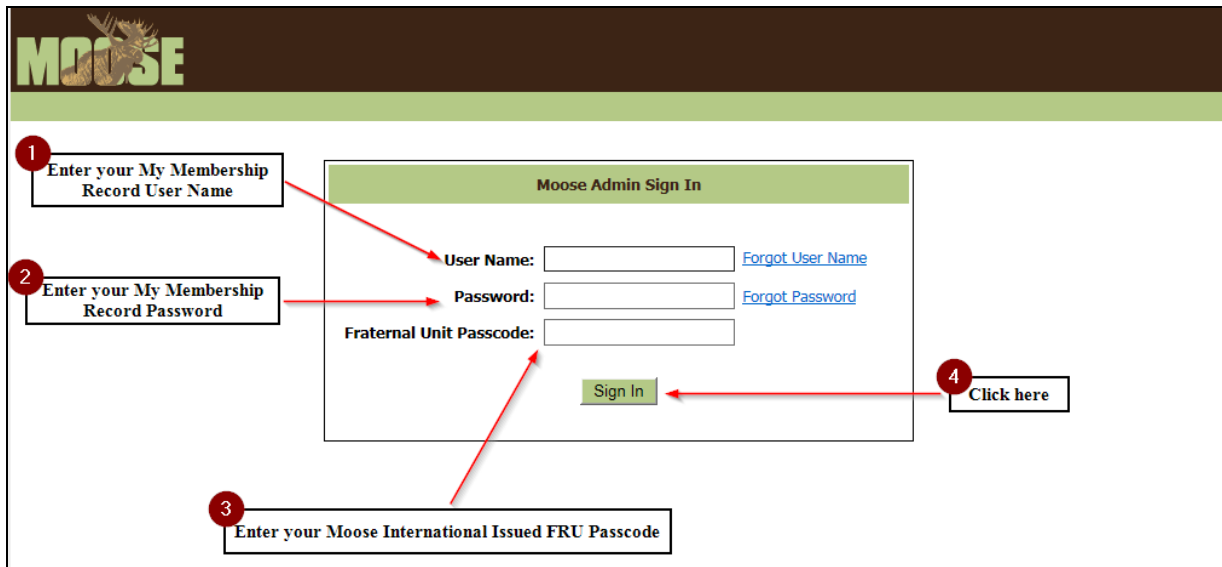 MOOSE
1
Enter your My Membership
Record User Name
Moose Admin Sign In
User Name:
Forgot User Name
2
Enter your My Membership
Record Password
Password:
Forgot Password
Fraternal Unit Passcode:
Sign In
4
Click here
3
Enter your Moose International Issued FRU Passcode